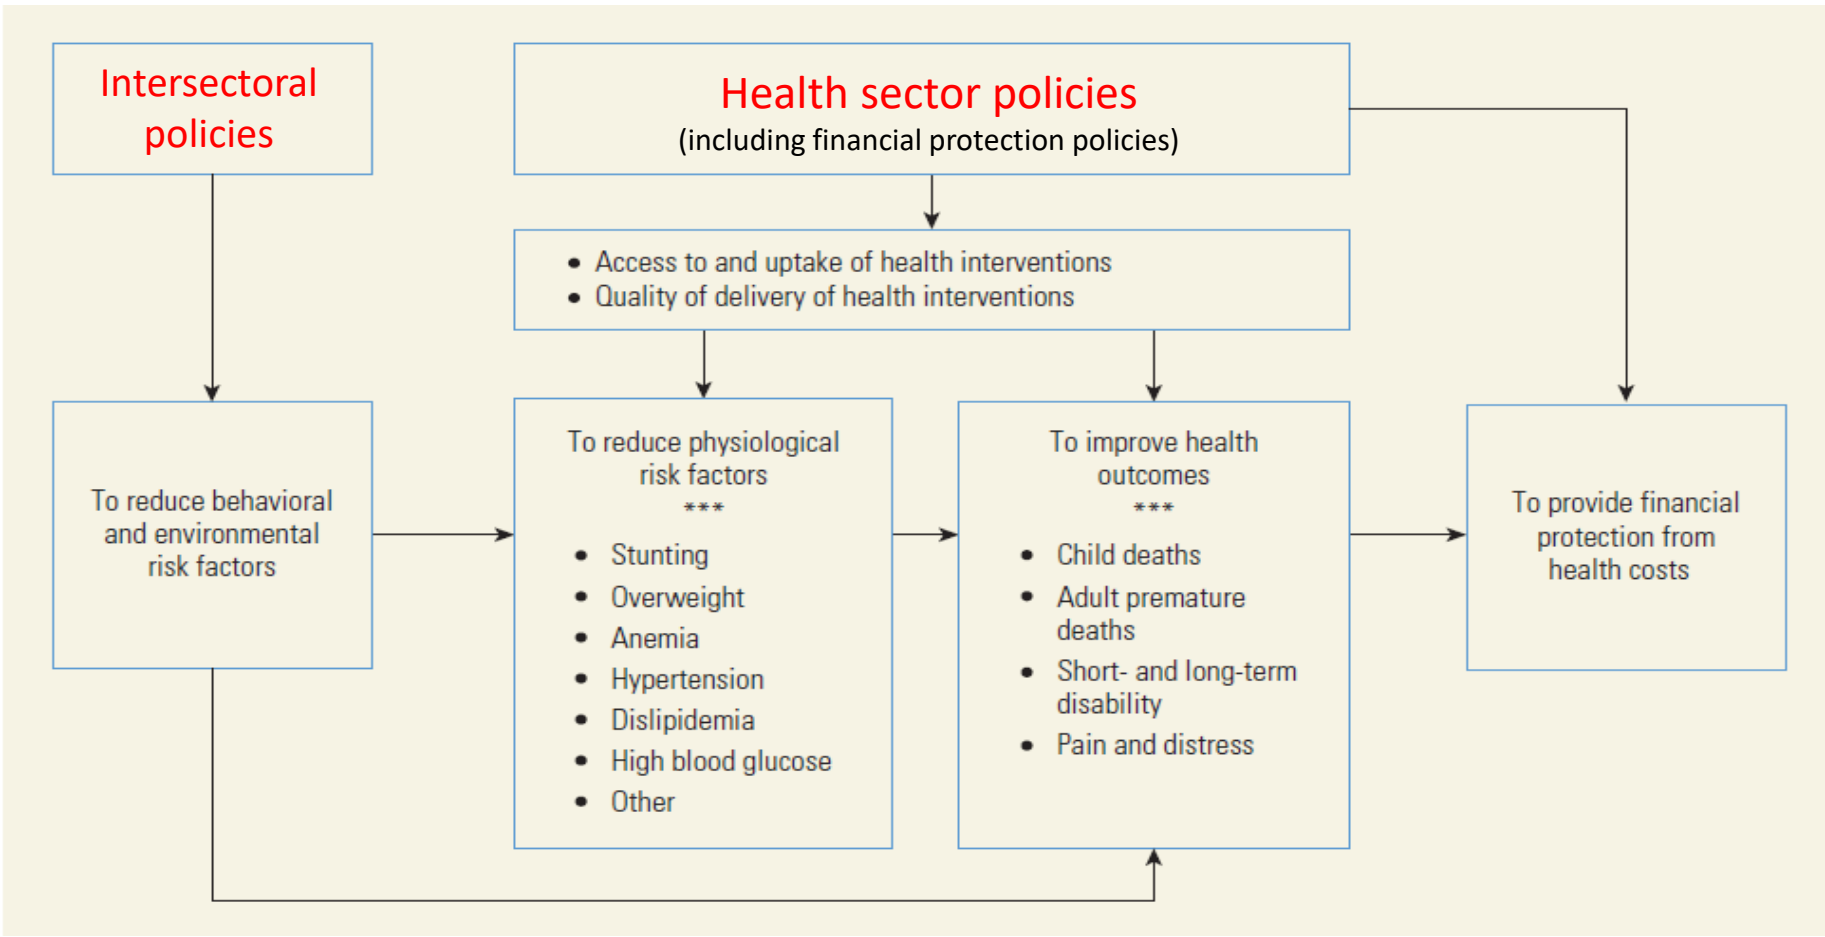 Intersectoral
policies
Health sector policies
(including financial protection policies)
• Access to and uptake of health interventions
• Quality of delivery of health interventions
To reduce behavioral
and environmental
risk factors
To reduce physiological
risk factors
***
• Stunting
• Overweight
• Anemia
• Hypertension
• Dislipidemia
• High blood glucose
• Other
To improve health
outcomes
***
• Child deaths
• Adult premature
deaths
• Short- and long-term
disability
• Pain and distress
To provide financial
protection from
health costs